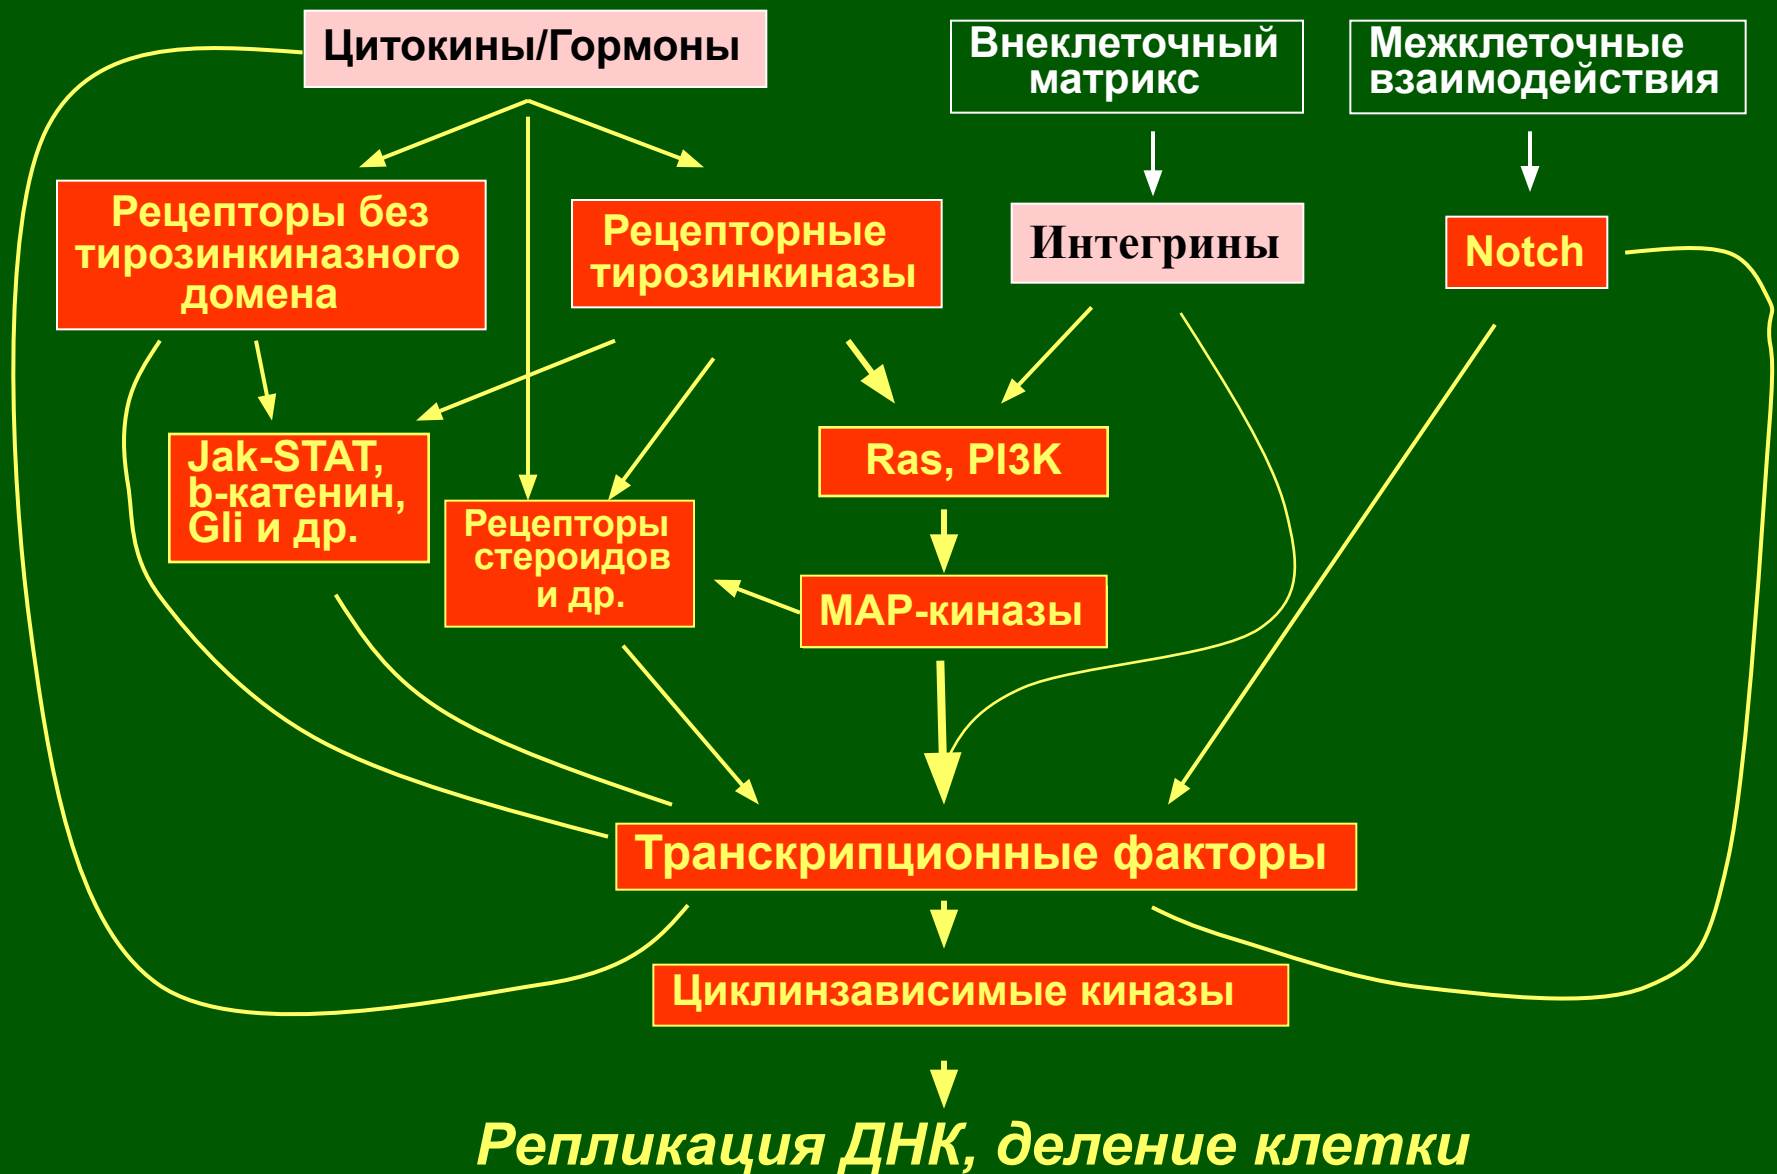 Цитокины/Гормоны
Внеклеточный
матрикс
Межклеточные
взаимодействия
Рецепторы без
тирозинкиназного
домена
Рецепторные
тирозинкиназы
Интегрины
Notch
Jak-STAT,
b-катенин,
Gli и др.
Рецепторы
стероидов
и др.
Ras, PI3K
МАР-киназы
Транскрипционные факторы
Циклинзависимые киназы
Репликация ДНК, деление клетки